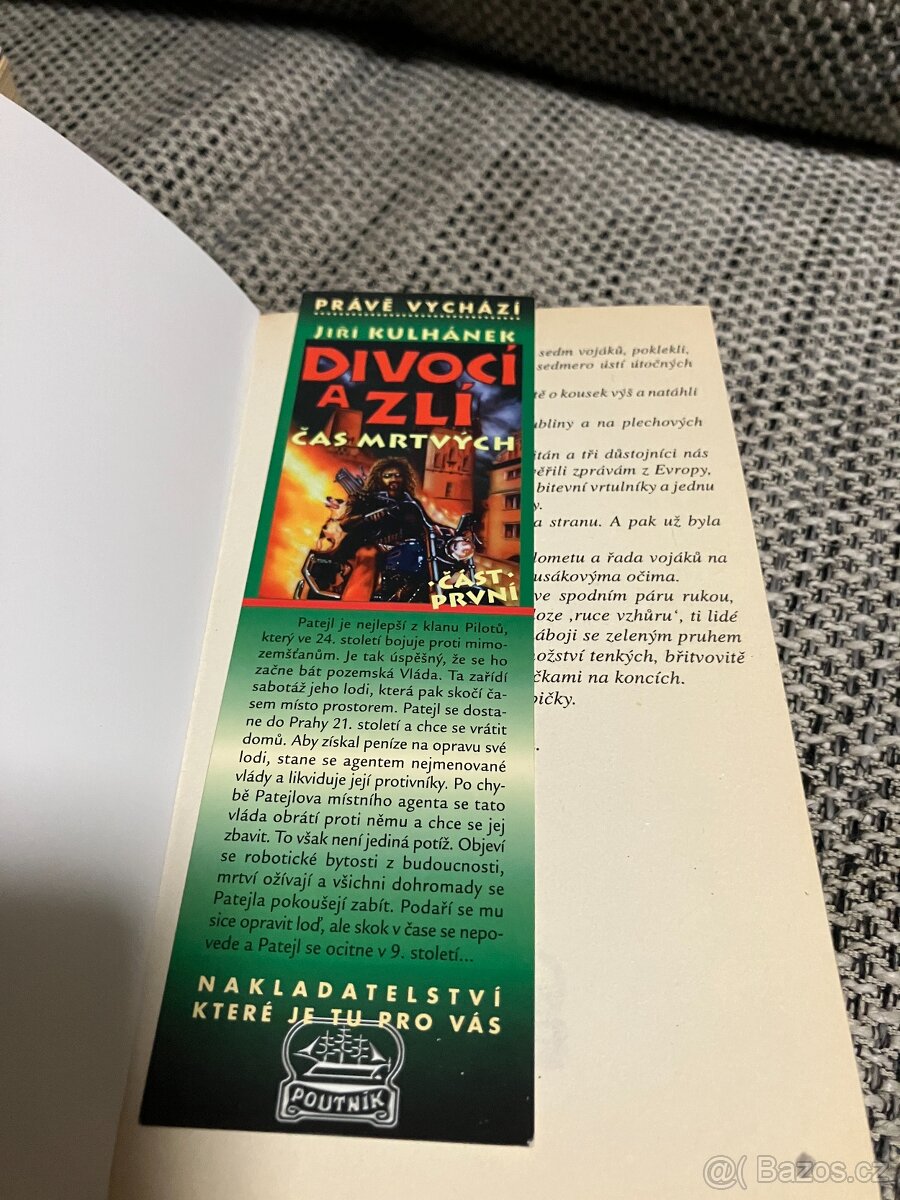 PRÁVĚ VYCHÁZÍ
JIŘÍ KULHÁNEK
DIVOCÍ
A ZLÍ
ČAS MRTVÝCH
·ČÁST·
PRVNÍ
Patejl je nejlepší z klanu Pilotů,
který ve 24. století bojuje proti mimo-
zemšťanům. Je tak úspěšný, že se ho
začne bát pozemská Vláda. Ta zařídí
sabotáž jeho lodi, která pak skočí ča-
sem místo prostorem. Patejl se dosta-
ne do Prahy 21. století a chce se vrátit
domů. Aby získal peníze na opravu své
lodi, stane se agentem nejmenované
vlády a likviduje její protivníky. Po chy-
bě Patejlova místního agenta se tato
vláda obrátí proti němu a chce se jej
zbavit. To však není jediná potíž. Objeví
se robotické bytosti z budoucnosti,
mrtví ožívají a všichni dohromady se
Patejla pokoušejí zabít. Podaří se mu
sice opravit loď, ale skok v čase se nepo-
vede a Patejl se ocitne v 9. století...
NAKLADATELSTVÍ
KTERÉ JE TU PRO VÁS
POUTNÍK
sedm vojáků, poklekli,
sedmero ústí útočných
o kousek výš a natáhli
a na plechových
a tři důstojníci nás
zprávám z Evropy,
bitevní vrtulníky a jednu
stranu. A pak už byla
a řada vojáků na
očima.
ve spodním páru rukou,
‚ruce vzhůru‘, ti lidé
se zeleným pruhem
tenkých, břitvovitě
na koncích.
@( Bazos.cz